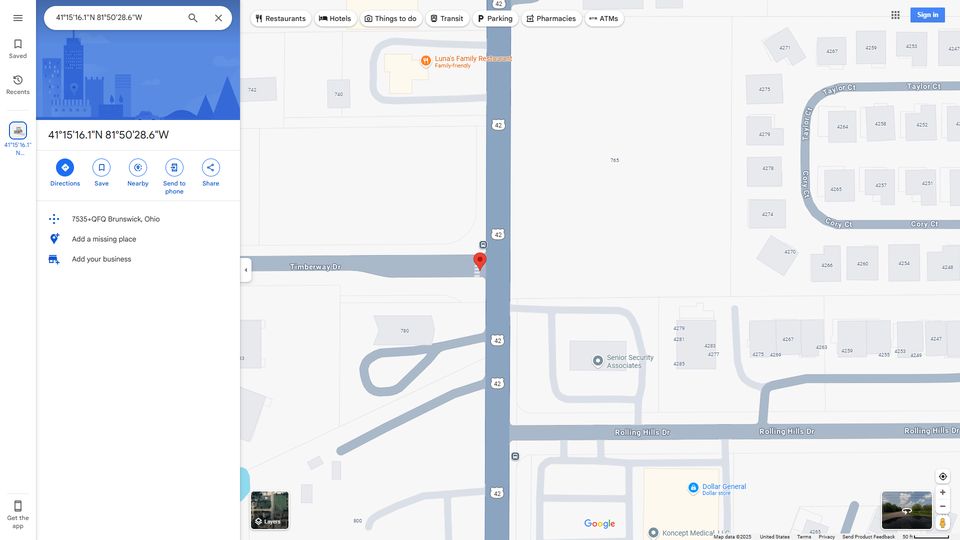 41°15'16.1"N 81°50'28.6"W
Restaurants
Hotels
Things to do
Transit
Parking
Pharmacies
ATMs
Sign in
Saved
Recents
41°15'16.1"
N...
Get the
app
41°15'16.1"N 81°50'28.6"W
Directions
Save
Nearby
Send to
phone
Share
7535+QFQ Brunswick, Ohio
Add a missing place
Add your business
42
Luna's Family Restaurant
Family-friendly
742
740
42
765
42
Timberway Dr
780
42
42
42
800
4271
4267
4259
4253
4275
Taylor Ct
Taylor Ct
Taylor Ct
4279
4264
4258
4252
4278
Cory Ct
4265
4257
4251
4274
Cory Ct
Cory Ct
4270
4266
4260
4254
4248
4279
4281
4283
4277
4285
4275
4269
4267
4263
4259
4255
4253
4249
4247
Senior Security
Associates
Rolling Hills Dr
Rolling Hills Dr
Rolling Hills Dr
Dollar General
Dollar store
Koncept Medical, LLC
4265
Layers
Google
Map data ©2025
United States
Terms
Privacy
Send Product Feedback
50 ft